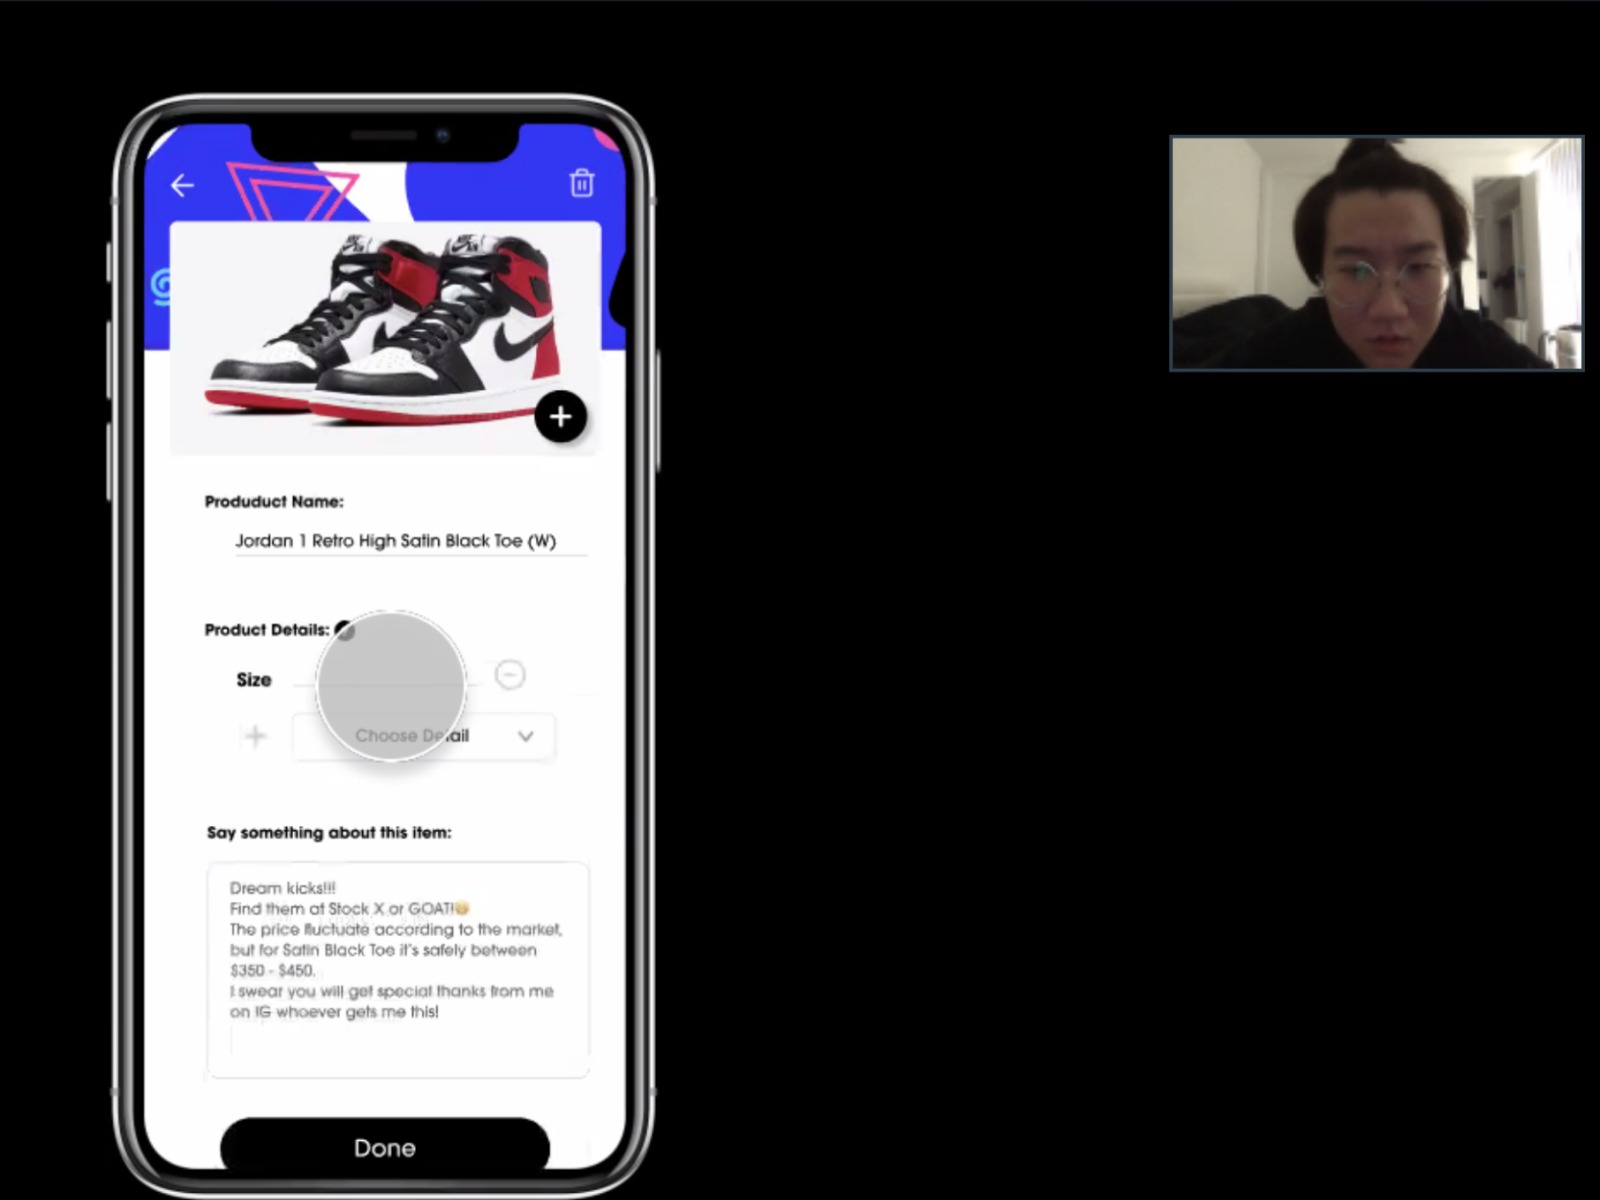 Produduct Name:
Jordan 1 Retro High Satin Black Toe (W)
Product Details:
Size
Choose Detail
Say something about this item:
Dream kicks!!!
Find them at Stock X or GOAT!😀
The price fluctuate according to the market,
but for Satin Black Toe it's safely between
$350 - $450.
I swear you will get special thanks from me
on IG whoever gets me this!
Done